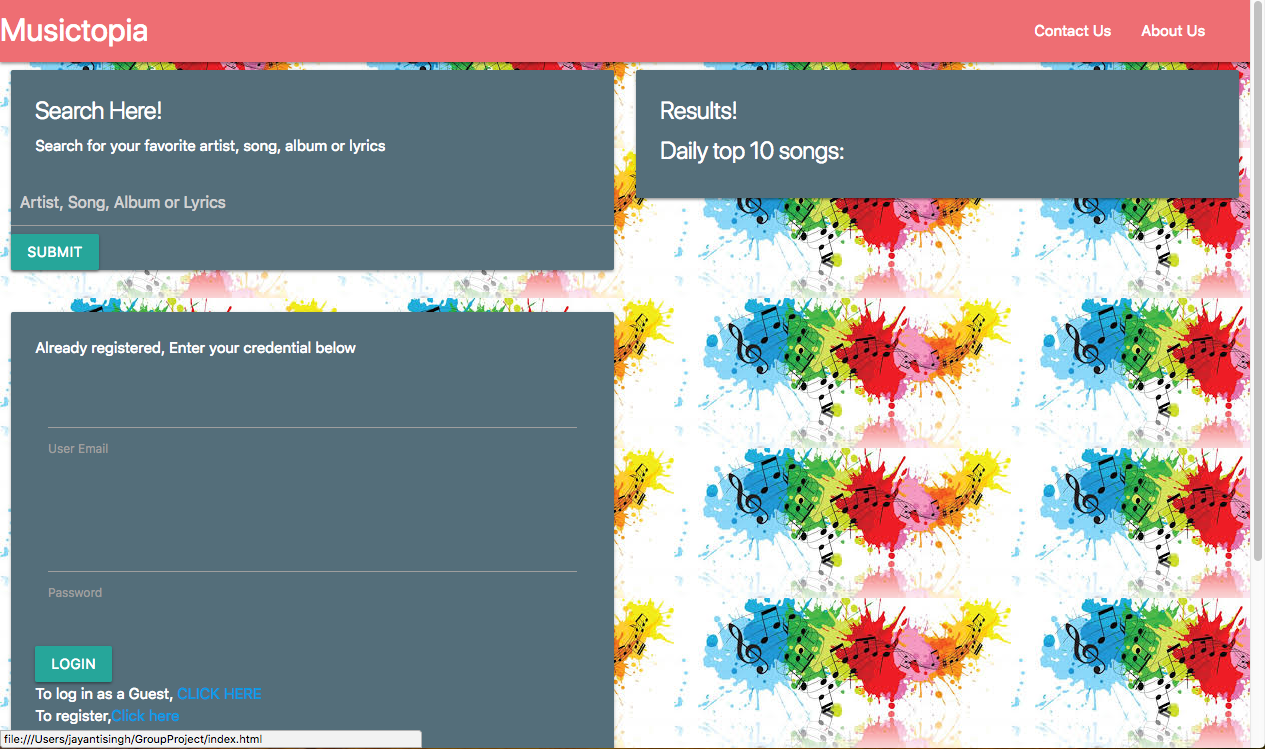 Musictopia
Contact Us
About Us
Search Here!
Search for your favorite artist, song, album or lyrics
Artist, Song, Album or Lyrics
SUBMIT
Results!
Daily top 10 songs:
Already registered, Enter your credential below
User Email
Password
LOGIN
To log in as a Guest, CLICK HERE
To register,Click here
file:///Users/jayantisingh/GroupProject/index.html